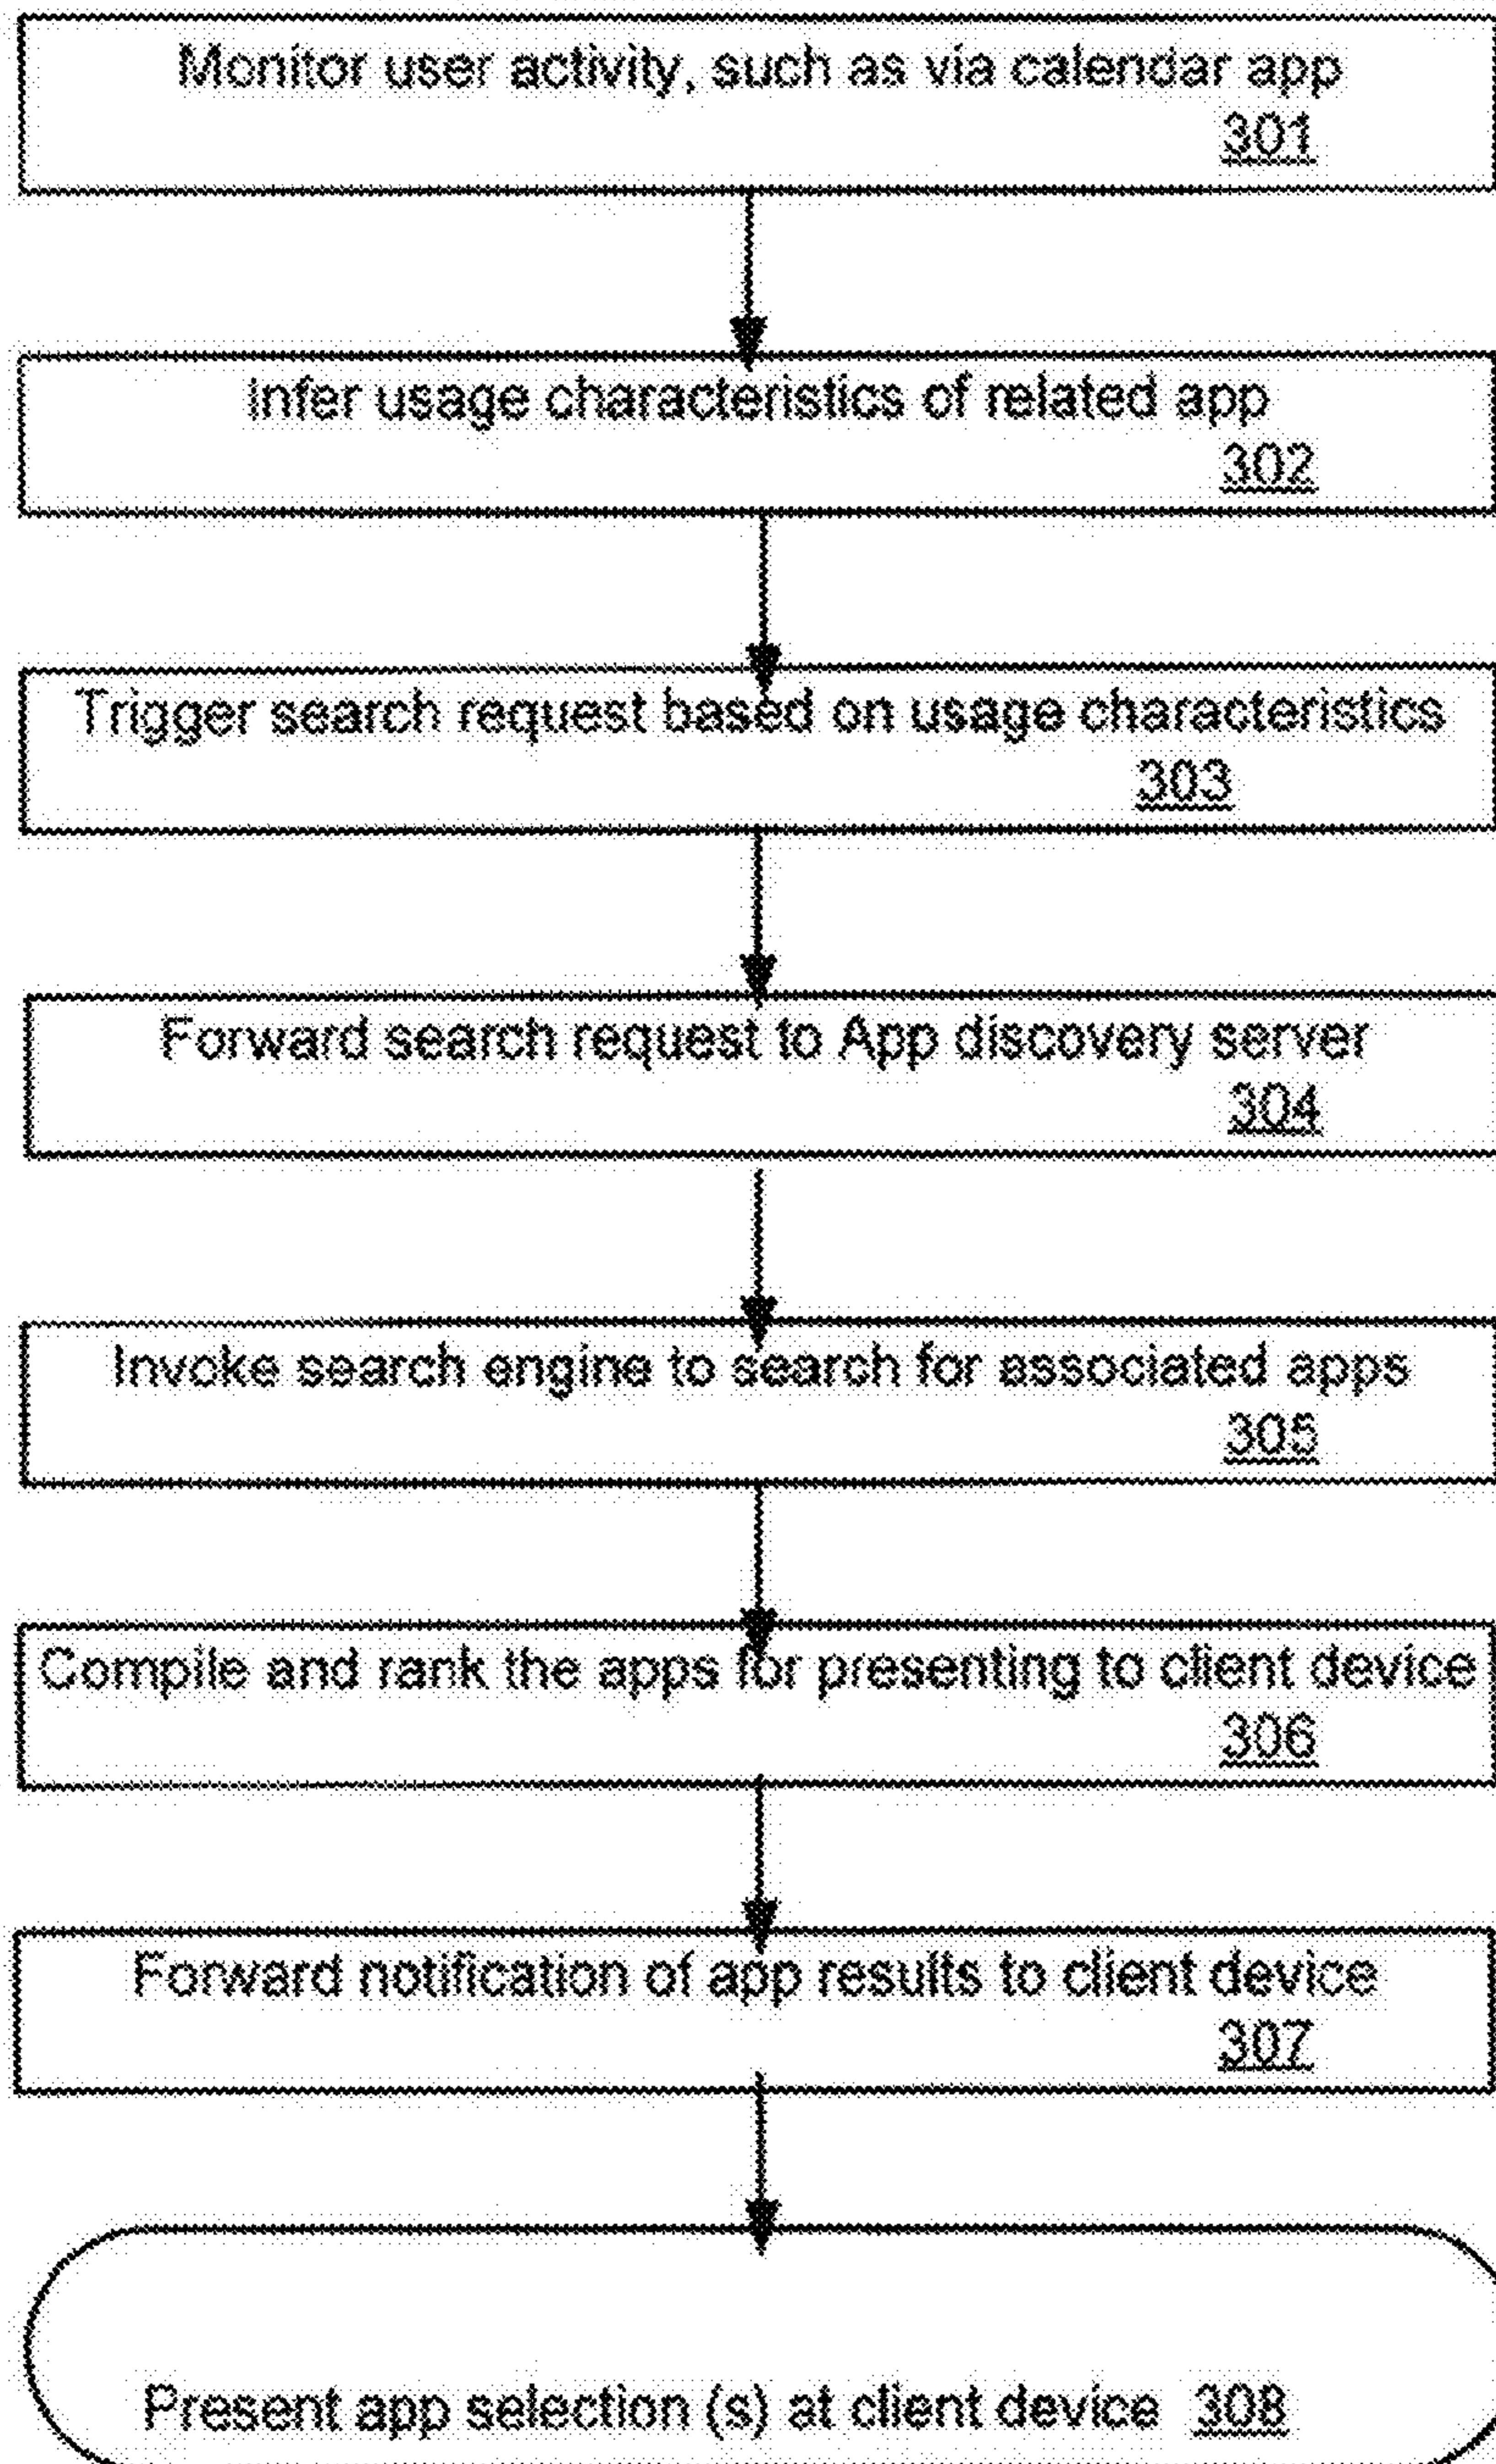 Monitor user activity, such as via calendar app
301
Infer usage characteristics of related app
302
Trigger search request based on usage characteristics
303
Forward search request to App discovery server
304
Invoke search engine to search for associated apps
305
Compile and rank the apps for presenting to client device
306
Forward notification of app results to client device
307
Present app selection (s) at client device 308